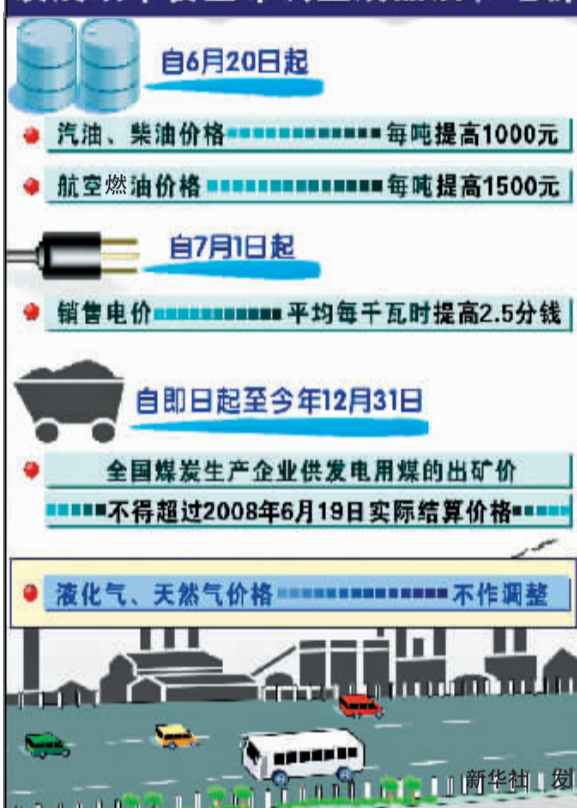 自6月20日起
汽油、柴油价格 每吨提高1000元
航空燃油价格 每吨提高1500元
自7月1日起
销售电价 平均每千瓦时提高2.5分钱
自即日起至今年12月31日
全国煤炭生产企业供发电用煤的出矿价
不得超过2008年6月19日实际结算价格
液化气、天然气价格 不作调整
新华社 发